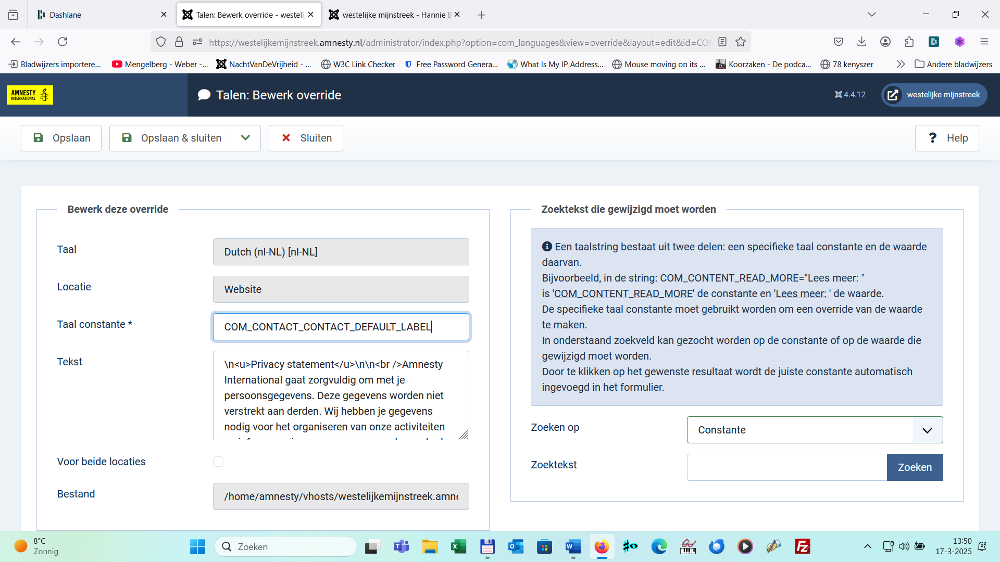 Dashlane
Talen: Bewerk override - westelij
westelijke mijnstreek - Hannie B
https://westelijkemijnstreek.amnesty.nl/administrator/index.php?option=com_languages&view=override&layout=edit&id=CO
Bladwijzers importere...
Mengelberg - Weber -...
NachtVanDeVrijheid - ...
W3C Link Checker
Free Password Genera...
What Is My IP Address...
Mouse moving on its ...
Koorzaken - De podca...
78 kenyszer
Andere bladwijzers
AMNESTY
INTERNATIONAL
Talen: Bewerk override
4.4.12
westelijke mijnstreek
Opslaan
Opslaan & sluiten
Sluiten
? Help
Bewerk deze override
Taal
Dutch (nl-NL) [nl-NL]
Locatie
Website
Taal constante *
COM_CONTACT_CONTACT_DEFAULT_LABEL
Tekst
\n<u>Privacy statement</u>\n\n<br />Amnesty
International gaat zorgvuldig om met je
persoonsgegevens. Deze gegevens worden niet
verstrekt aan derden. Wij hebben je gegevens
nodig voor het organiseren van onze activiteiten
Voor beide locaties
Bestand
/home/amnesty/vhosts/westelijkemijnstreek.amne
Zoektekst die gewijzigd moet worden
Een taalstring bestaat uit twee delen: een specifieke taal constante en de waarde
daarvan.
Bijvoorbeeld, in de string: COM_CONTENT_READ_MORE="Lees meer: "
is 'COM_CONTENT_READ_MORE' de constante en 'Lees meer: ' de waarde.
De specifieke taal constante moet gebruikt worden om een override van de waarde
te maken.
In onderstaand zoekveld kan gezocht worden op de constante of op de waarde die
gewijzigd moet worden.
Door te klikken op het gewenste resultaat wordt de juiste constante automatisch
ingevoegd in het formulier.
Zoeken op
Constante
Zoektekst
Zoeken
8°C
Zonnig
Zoeken
13:50
17-3-2025